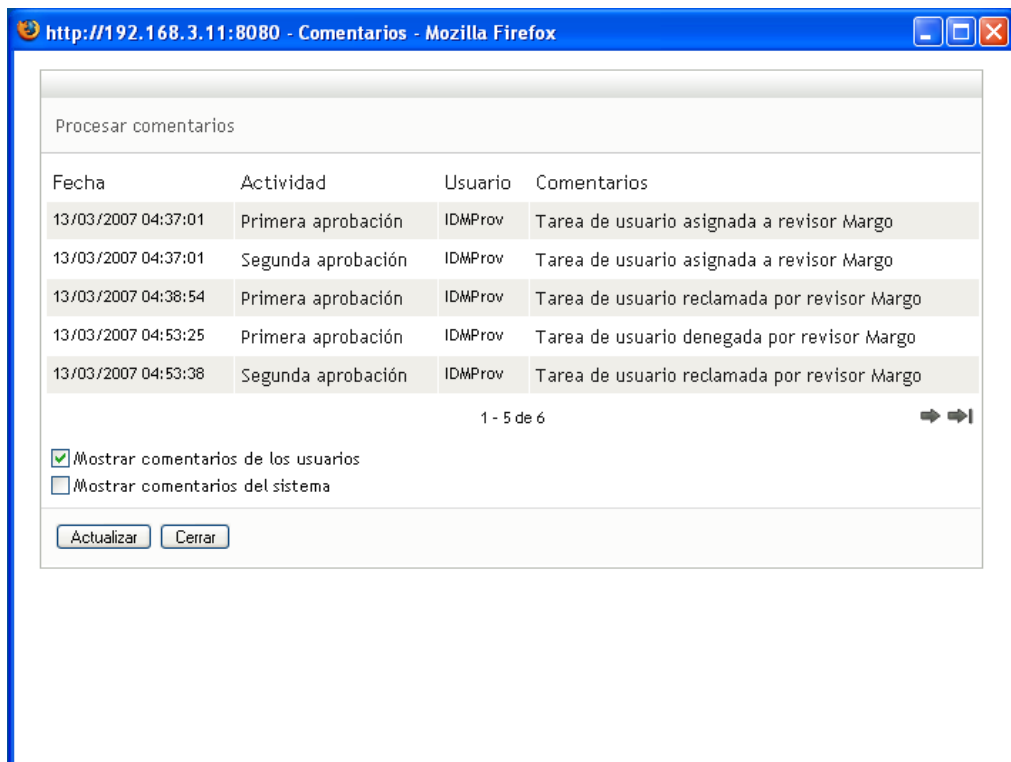 http://192.168.3.11:8080 - Comentarios - Mozilla Firefox
Procesar comentarios
Fecha Actividad Usuario Comentarios
13/03/2007 04:37:01 Primera aprobación IDMProv Tarea de usuario asignada a revisor Margo
13/03/2007 04:37:01 Segunda aprobación IDMProv Tarea de usuario asignada a revisor Margo
13/03/2007 04:38:54 Primera aprobación IDMProv Tarea de usuario reclamada por revisor Margo
13/03/2007 04:53:25 Primera aprobación IDMProv Tarea de usuario denegada por revisor Margo
13/03/2007 04:53:38 Segunda aprobación IDMProv Tarea de usuario reclamada por revisor Margo
1 - 5 de 6
Mostrar comentarios de los usuarios
Mostrar comentarios del sistema
Actualizar Cerrar